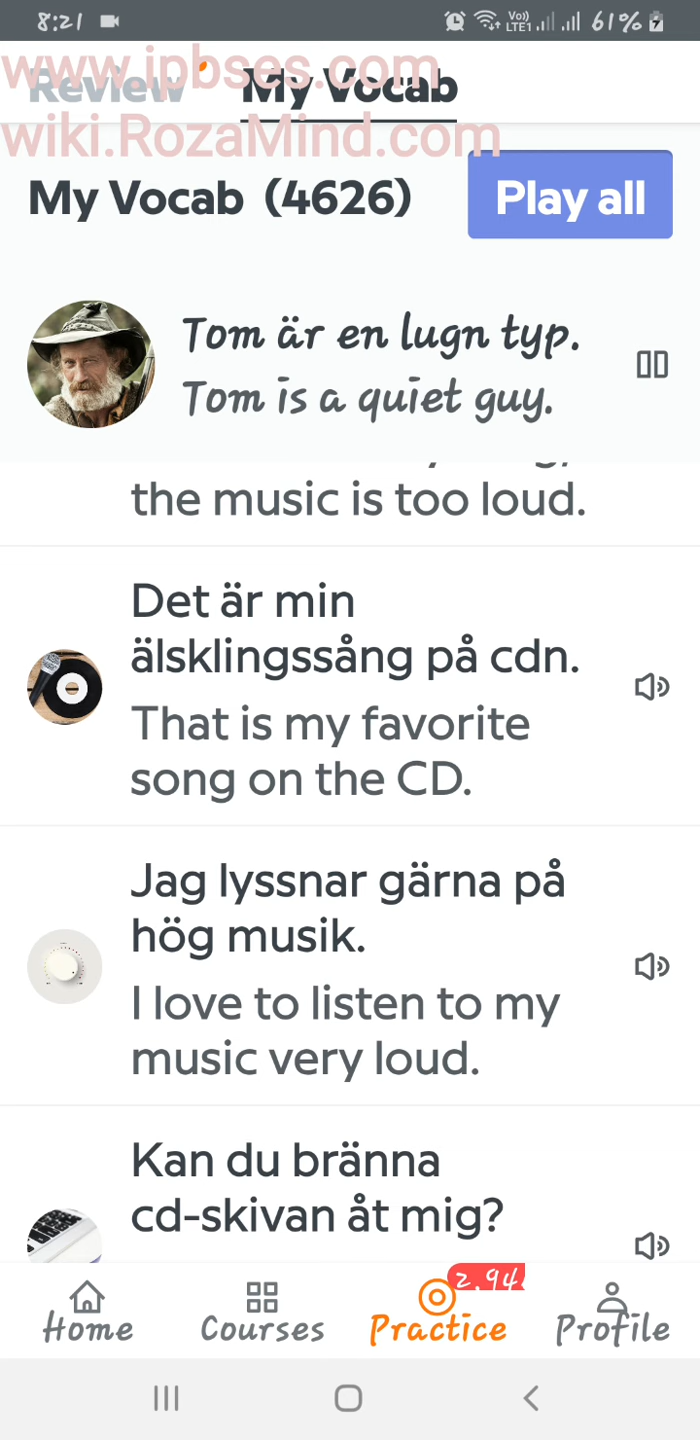 8:21
Vo)) LTE1 61%
www.ipbses.com
Review My Vocab
wiki.RozaMind.com
My Vocab (4626) Play all
Tom är en lugn typ.
Tom is a quiet guy.
the music is too loud.
Det är min
älsklingssång på cdn.
That is my favorite
song on the CD.
Jag lyssnar gärna på
hög musik.
I love to listen to my
music very loud.
Kan du bränna
cd-skivan åt mig?
2,94
Home Courses Practice Profile